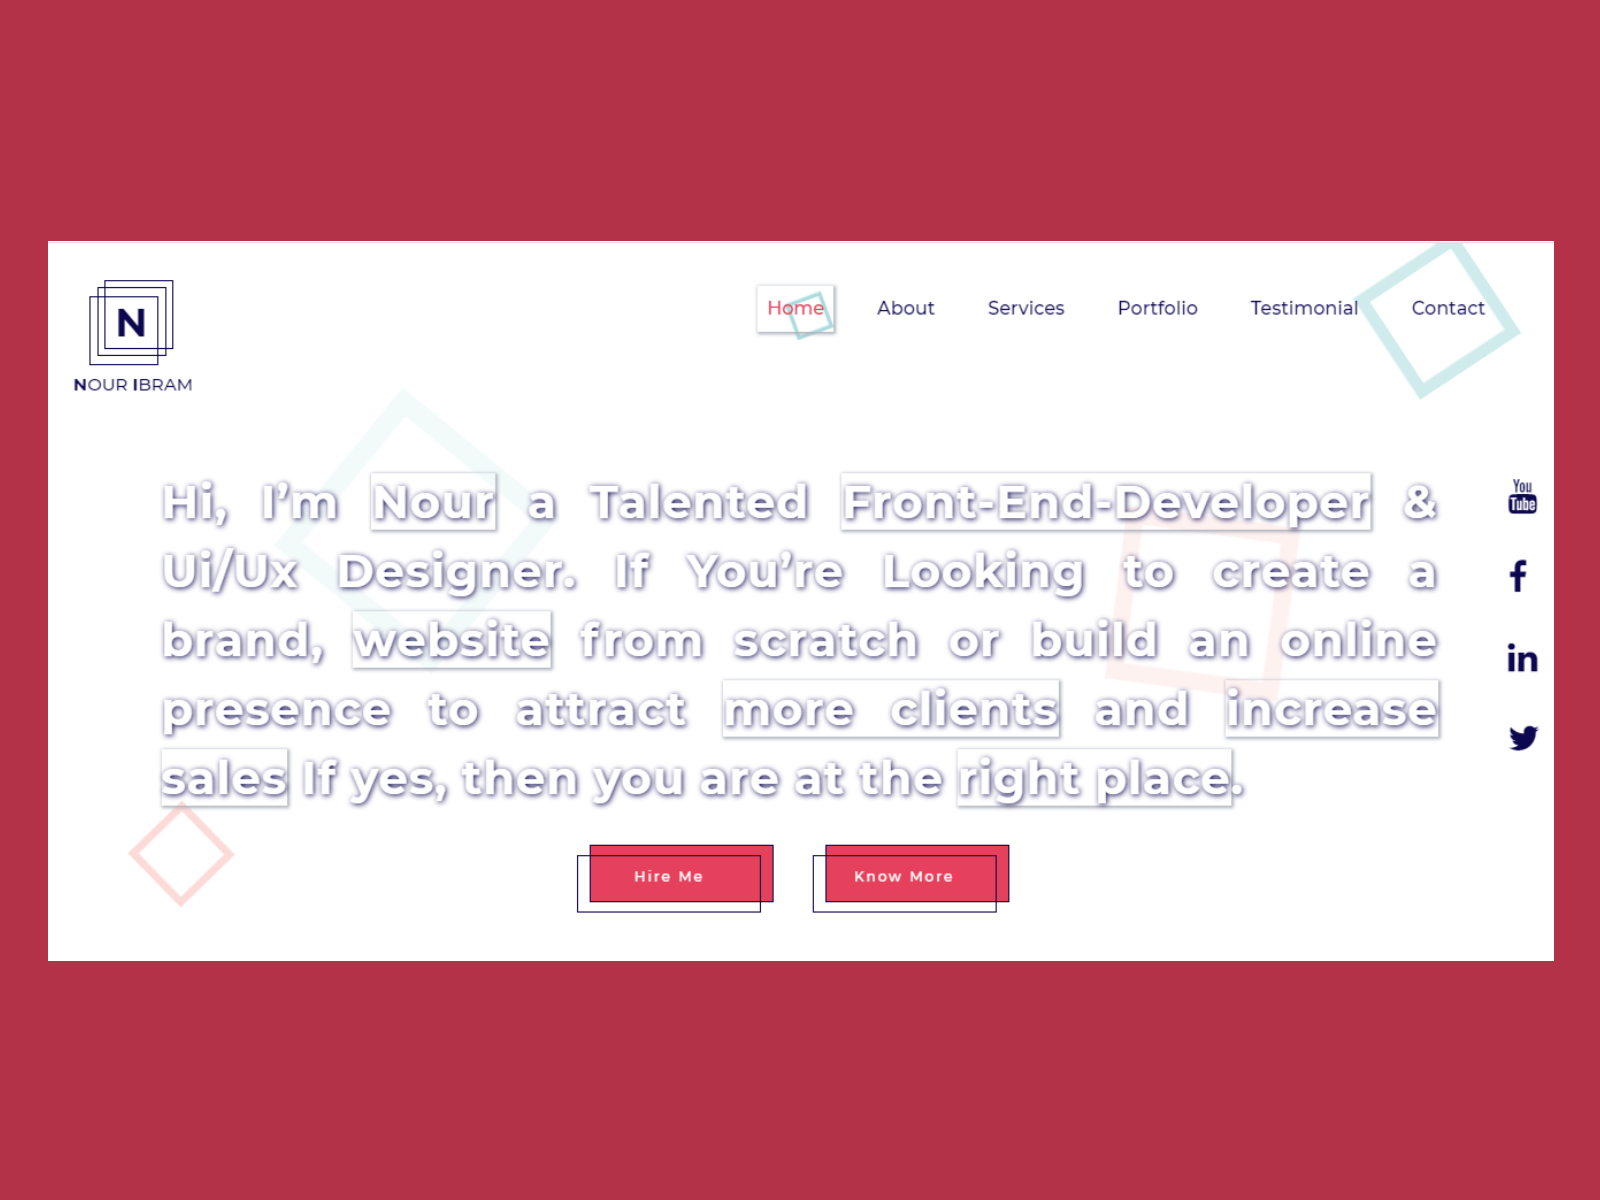 N
NOUR IBRAM
Home About Services Portfolio Testimonial Contact
Hi, I’m Nour a Talented Front-End-Developer &
Ui/Ux Designer. If You’re Looking to create a
brand, website from scratch or build an online
presence to attract more clients and increase
sales If yes, then you are at the right place.
You
Tube
f
in
Hire Me Know More